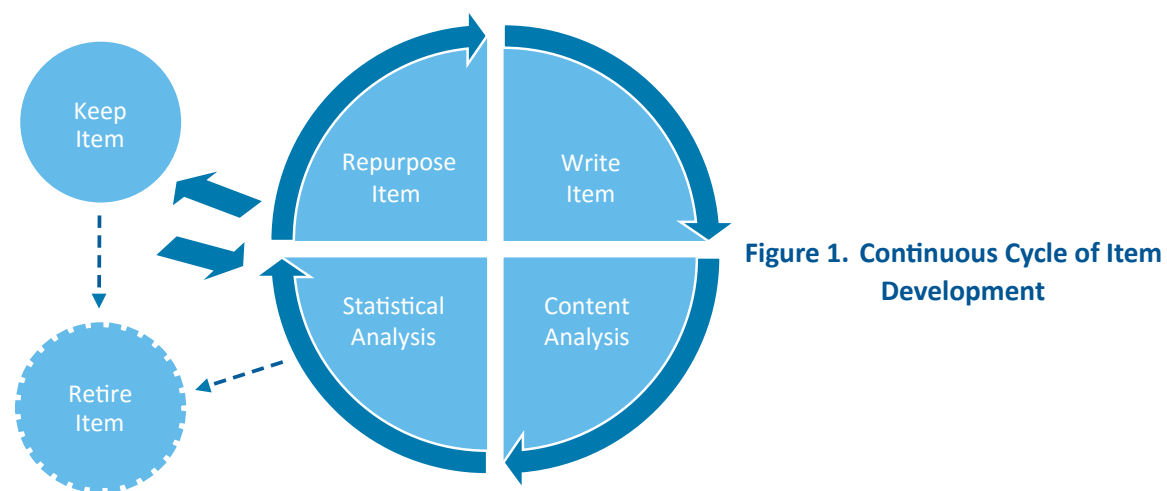 Keep
Item
Repurpose
Item
Write
Item
Figure 1. Continuous Cycle of Item
Development
Statistical
Analysis
Content
Analysis
Retire
Item